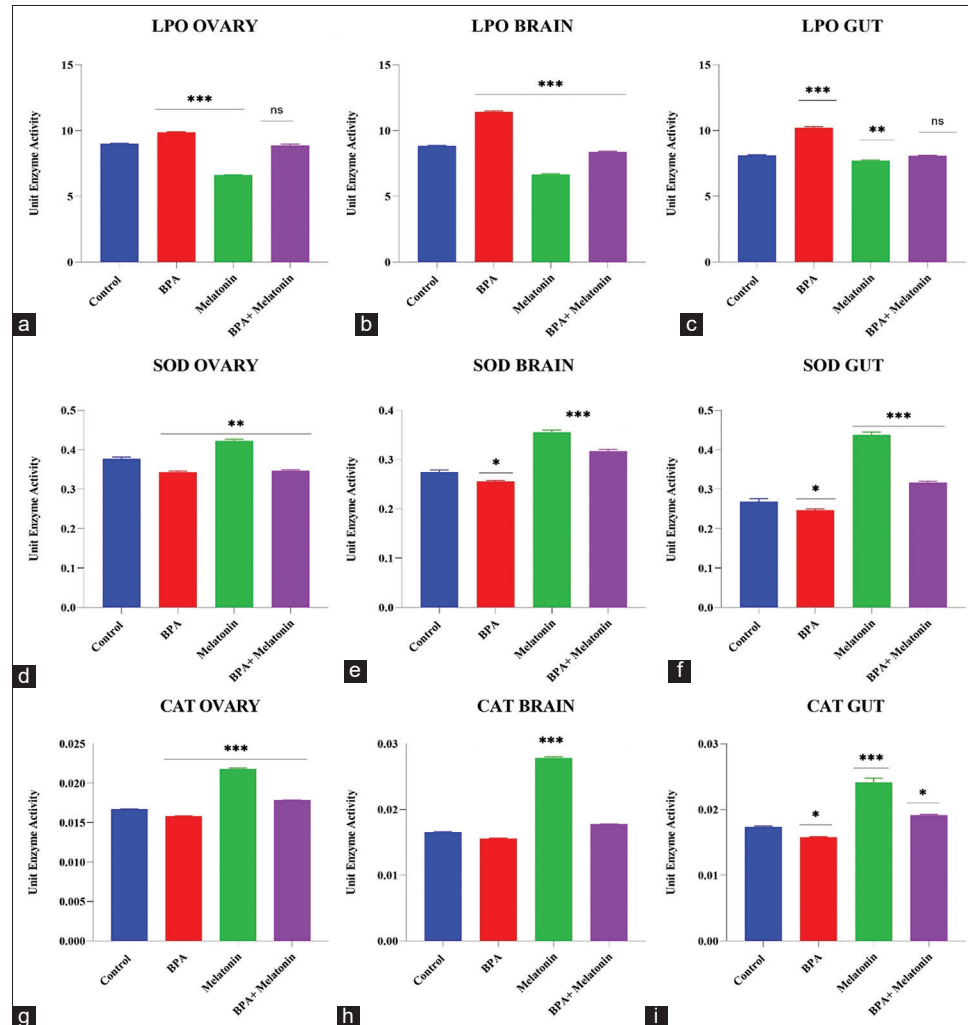 LPO OVARY
Unit Enzyme Activity
15
10
5
0
***
ns
Control
BPA
Melatonin
BPA+ Melatonin
a
LPO BRAIN
Unit Enzyme Activity
15
10
5
0
***
Control
BPA
Melatonin
BPA+ Melatonin
b
LPO GUT
Unit Enzyme Activity
15
10
5
0
***
**
ns
Control
BPA
Melatonin
BPA+ Melatonin
c
SOD OVARY
Unit Enzyme Activity
0.5
0.4
0.3
0.2
0.1
0.0
**
Control
BPA
Melatonin
BPA+ Melatonin
d
SOD BRAIN
Unit Enzyme Activity
0.4
0.3
0.2
0.1
0.0
*
***
Control
BPA
Melatonin
BPA+ Melatonin
e
SOD GUT
Unit Enzyme Activity
0.5
0.4
0.3
0.2
0.1
0.0
*
***
Control
BPA
Melatonin
BPA+ Melatonin
f
CAT OVARY
Unit Enzyme Activity
0.025
0.020
0.015
0.010
0.005
0.000
***
Control
BPA
Melatonin
BPA+ Melatonin
g
CAT BRAIN
Unit Enzyme Activity
0.03
0.02
0.01
0.00
***
Control
BPA
Melatonin
BPA+ Melatonin
h
CAT GUT
Unit Enzyme Activity
0.03
0.02
0.01
0.00
*
***
*
Control
BPA
Melatonin
BPA+ Melatonin
i